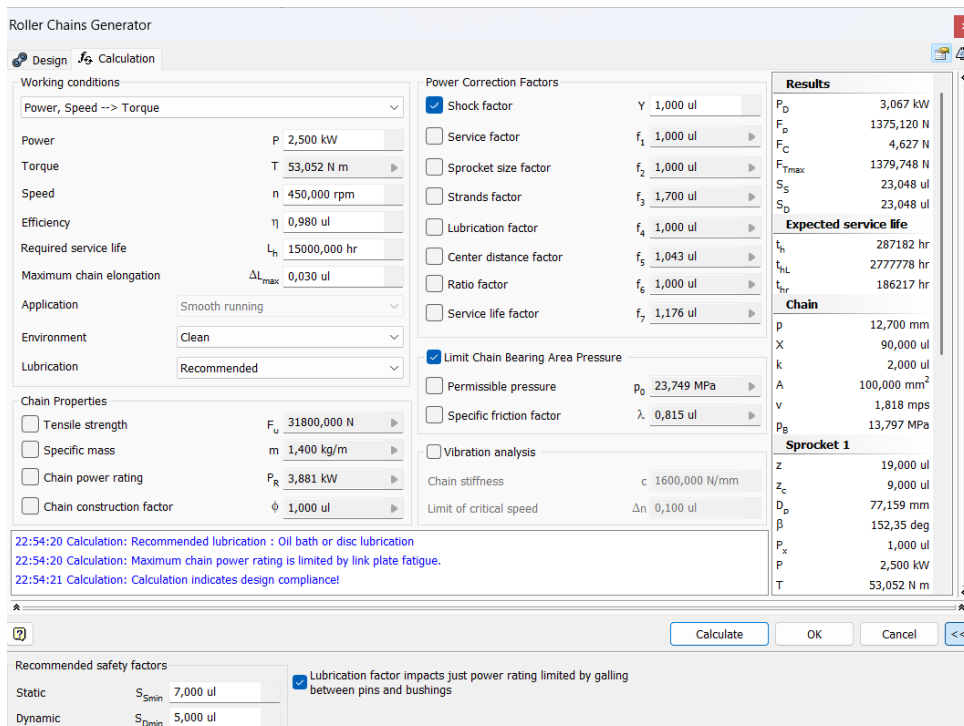 Roller Chains Generator
Design
Calculation
Working conditions
Power, Speed --> Torque
Power P 2,500 kW
Torque T 53,052 N m
Speed n 450,000 rpm
Efficiency η 0,980 ul
Required service life Lh 15000,000 hr
Maximum chain elongation ΔLmax 0,030 ul
Application Smooth running
Environment Clean
Lubrication Recommended
Chain Properties
Tensile strength Fu 31800,000 N
Specific mass m 1,400 kg/m
Chain power rating PR 3,881 kW
Chain construction factor ϕ 1,000 ul
Power Correction Factors
Shock factor Y 1,000 ul
Service factor f1 1,000 ul
Sprocket size factor f2 1,000 ul
Strands factor f3 1,700 ul
Lubrication factor f4 1,000 ul
Center distance factor f5 1,043 ul
Ratio factor f6 1,000 ul
Service life factor f7 1,176 ul
Limit Chain Bearing Area Pressure
Permissible pressure p0 23,749 MPa
Specific friction factor λ 0,815 ul
Vibration analysis
Chain stiffness c 1600,000 N/mm
Limit of critical speed Δn 0,100 ul
Results
PD 3,067 kW
Fp 1375,120 N
FC 4,627 N
FTmax 1379,748 N
SS 23,048 ul
SD 23,048 ul
Expected service life
th 287182 hr
thL 2777778 hr
thr 186217 hr
Chain
p 12,700 mm
X 90,000 ul
k 2,000 ul
A 100,000 mm2
v 1,818 mps
pB 13,797 MPa
Sprocket 1
z 19,000 ul
zc 9,000 ul
Dp 77,159 mm
β 152,35 deg
Px 1,000 ul
P 2,500 kW
T 53,052 N m
22:54:20 Calculation: Recommended lubrication : Oil bath or disc lubrication
22:54:20 Calculation: Maximum chain power rating is limited by link plate fatigue.
22:54:21 Calculation: Calculation indicates design compliance!
?
Calculate
OK
Cancel
<<
Recommended safety factors
Static SSmin 7,000 ul
Dynamic SDmin 5,000 ul
Lubrication factor impacts just power rating limited by galling
between pins and bushings